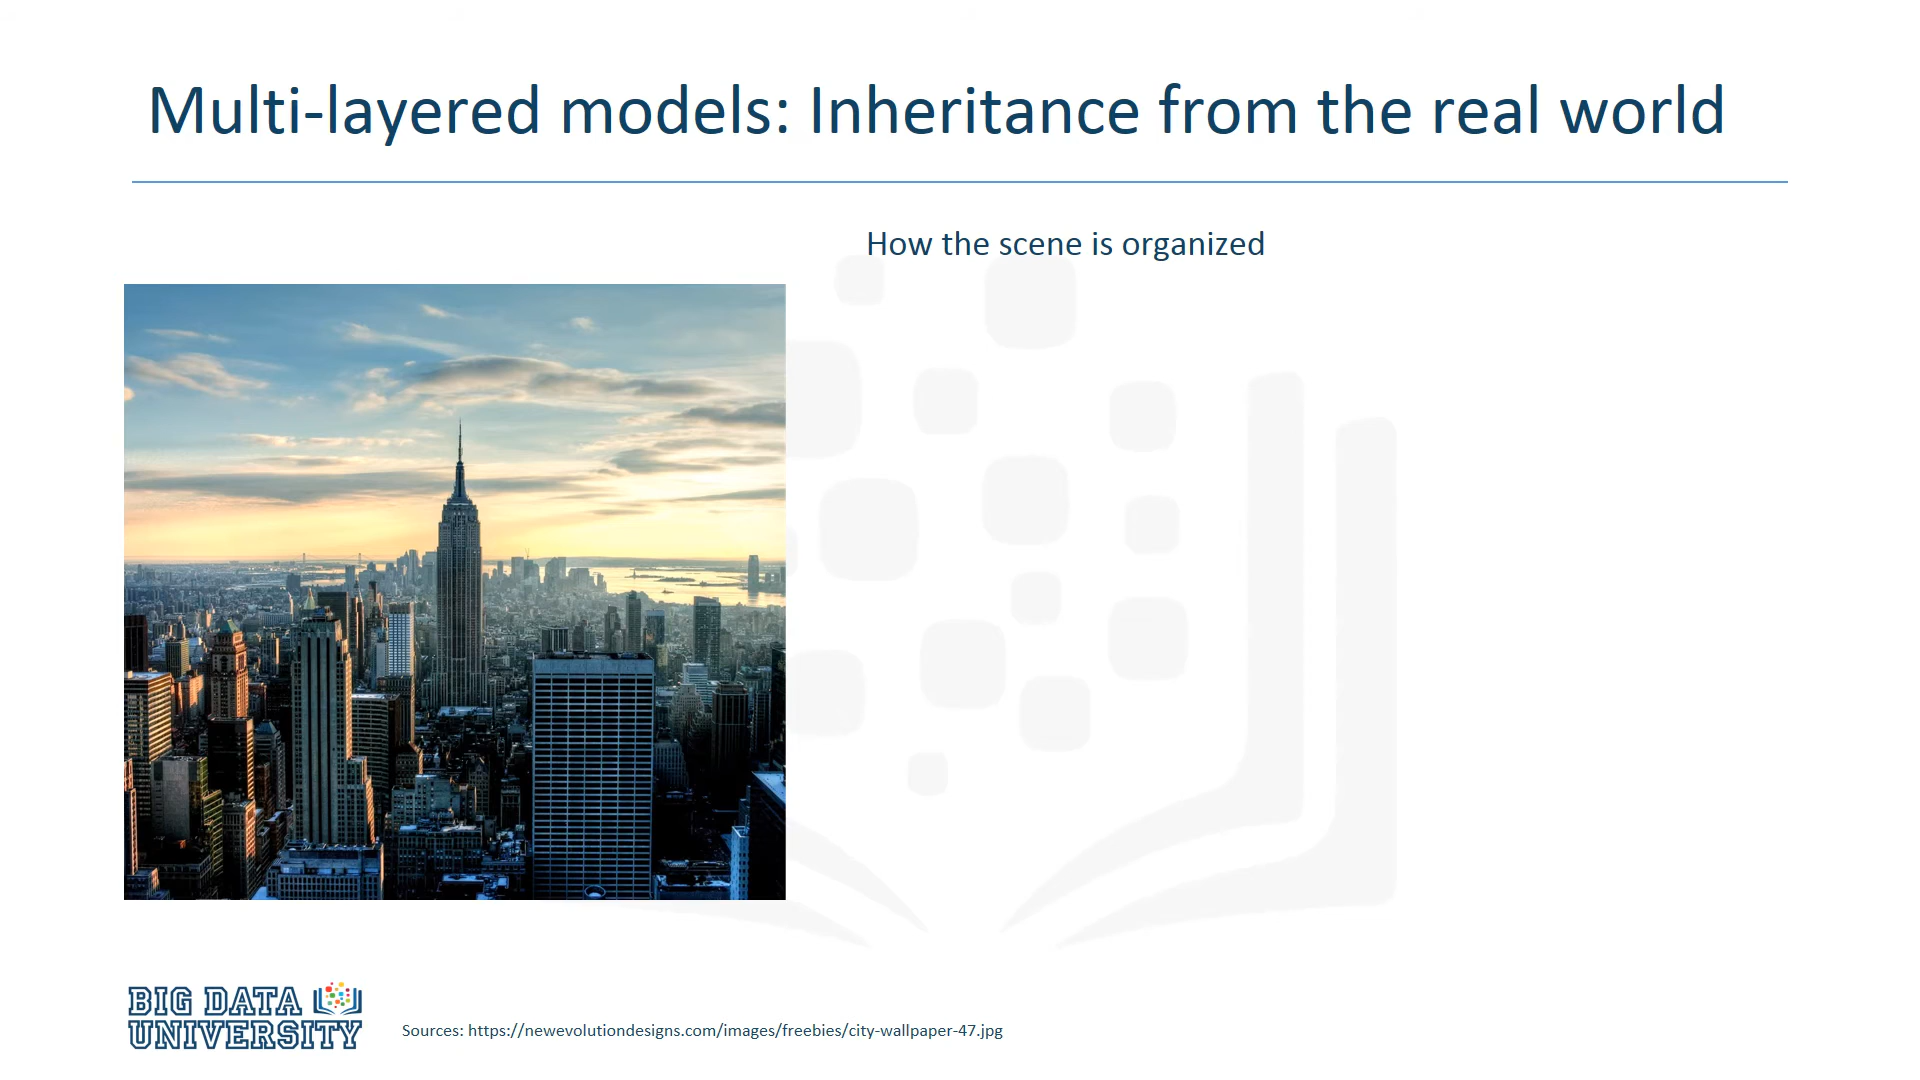 Multi-layered models: Inheritance from the real world
How the scene is organized
BIG DATA
UNIVERSITY
Sources: https://newevolutiondesigns.com/images/freebies/city-wallpaper-47.jpg